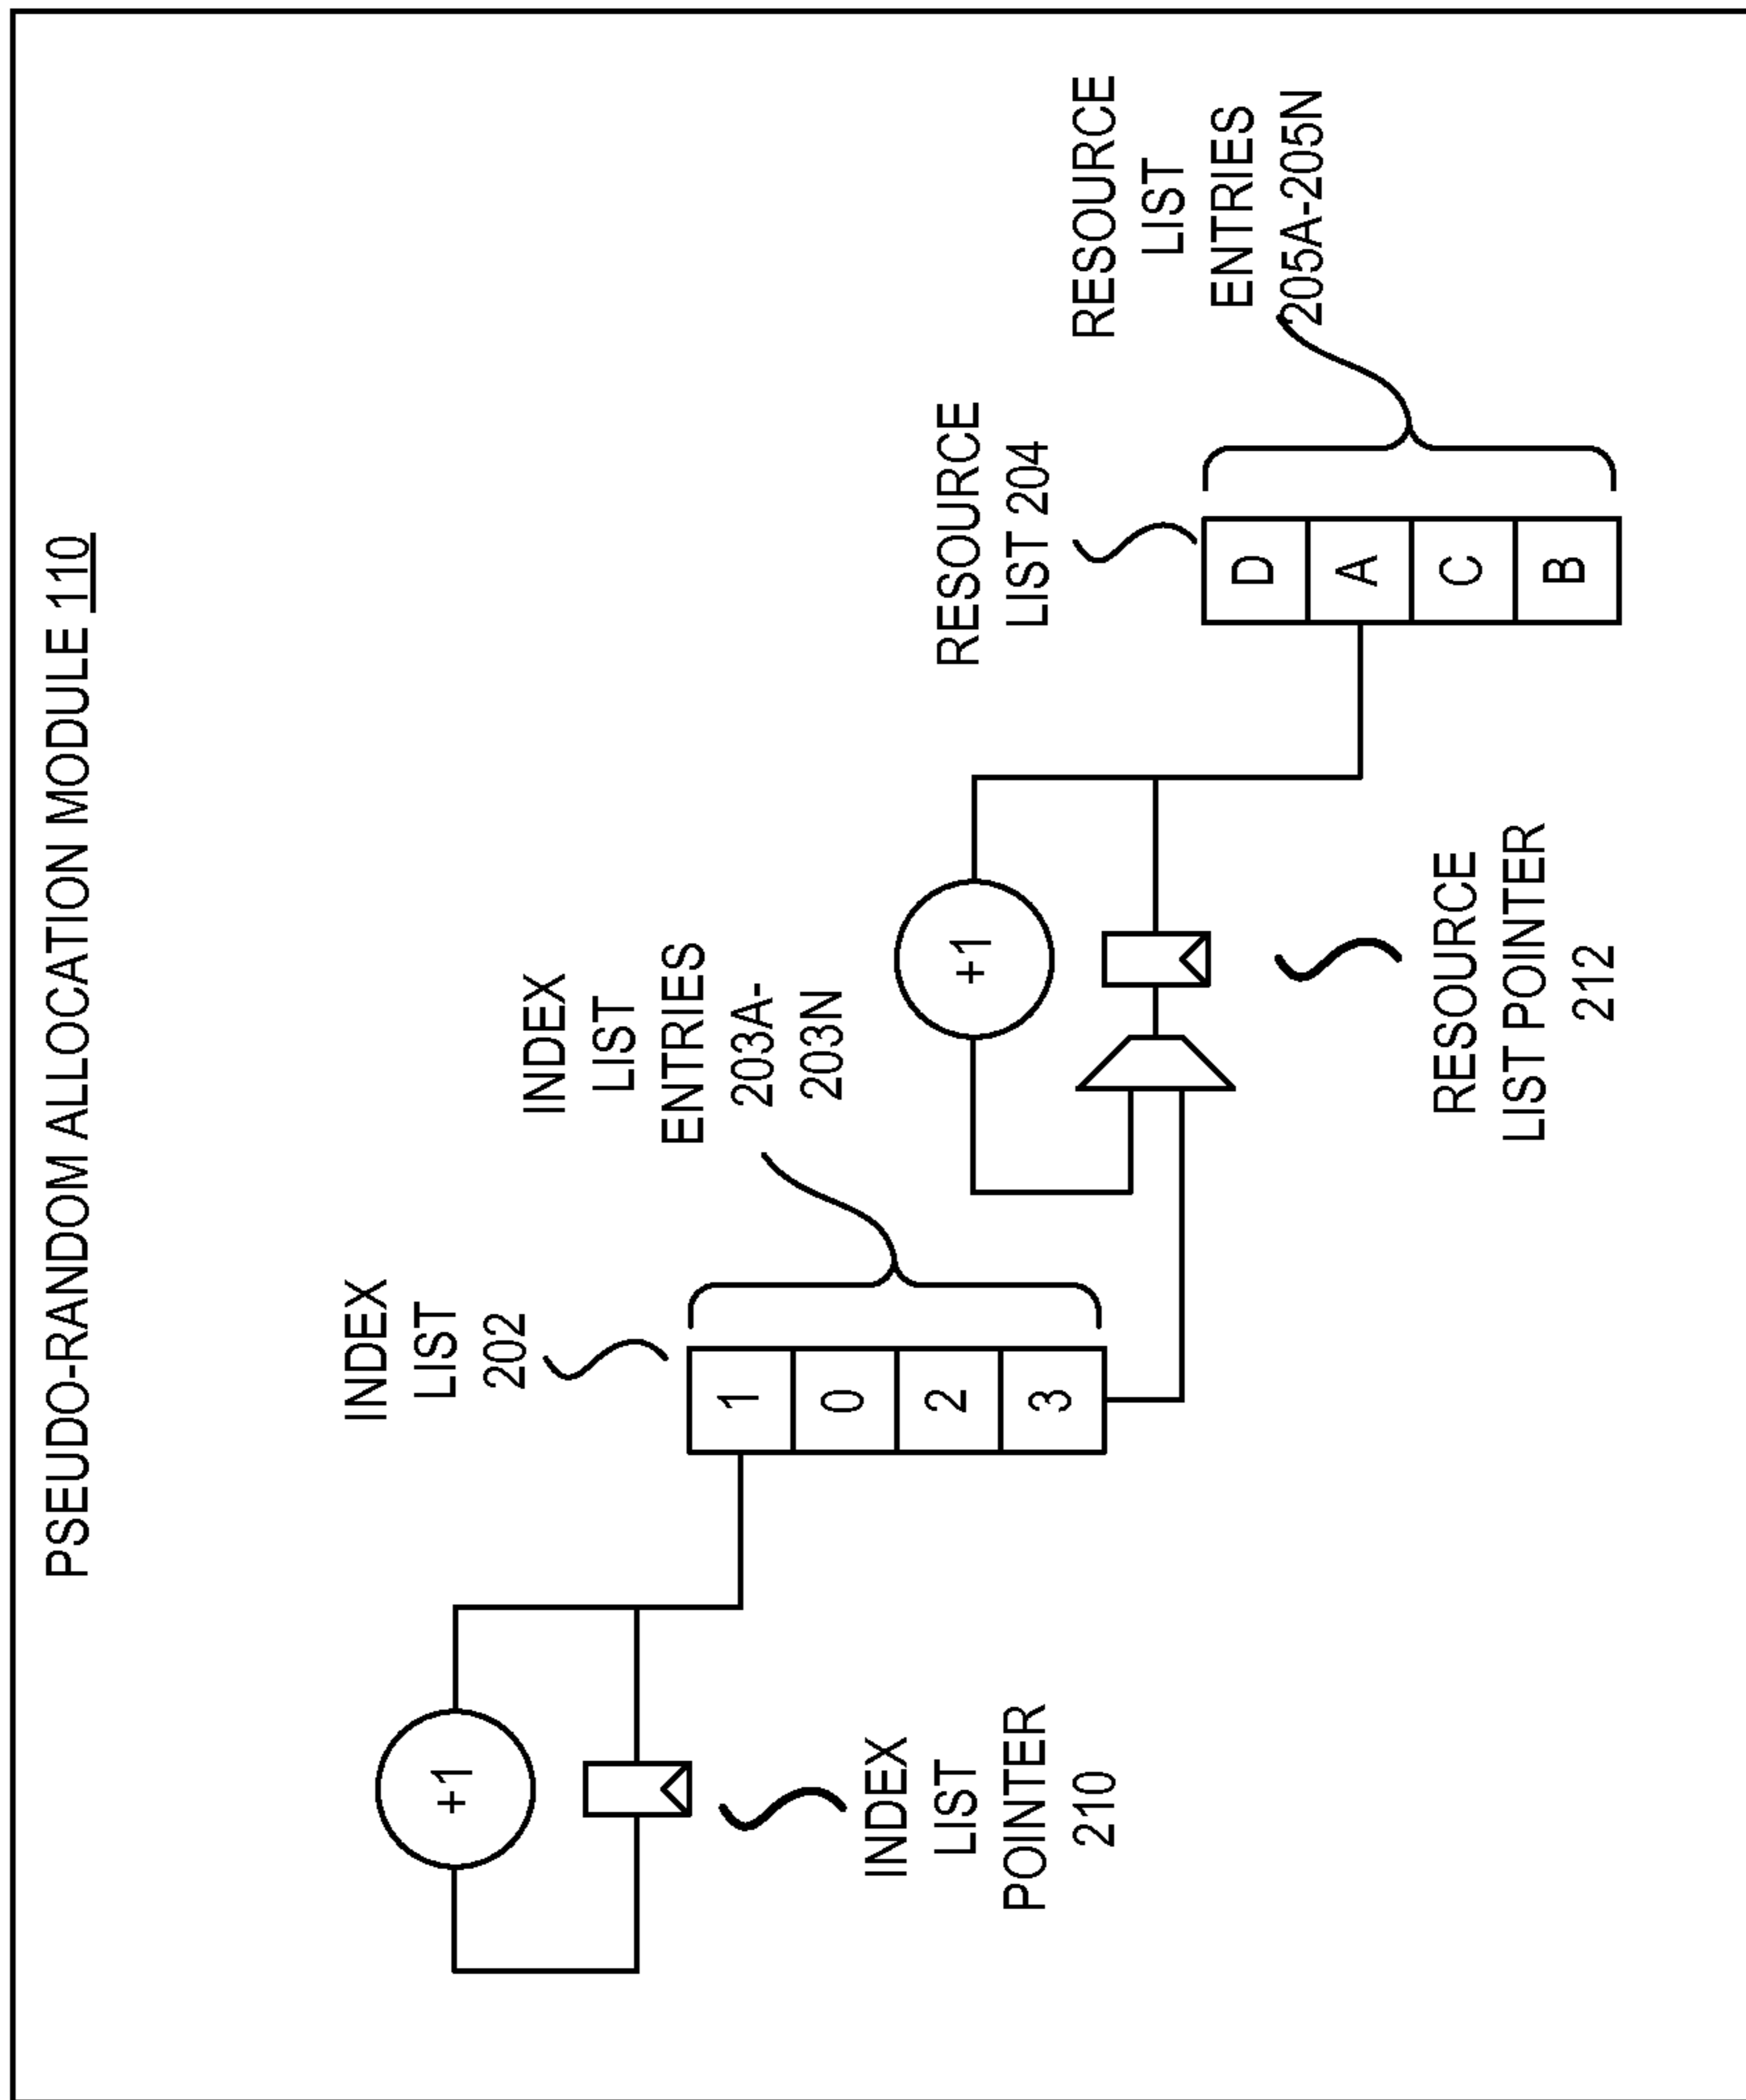 PSEUDO-RANDOM ALLOCATION MODULE 110
+1
INDEX
LIST
POINTER
210
INDEX
LIST
202
1
0
2
3
INDEX
LIST
ENTRIES
203A-
203N
+1
RESOURCE
LIST POINTER
212
RESOURCE
LIST 204
D
A
C
B
RESOURCE
LIST
ENTRIES
205A-205N